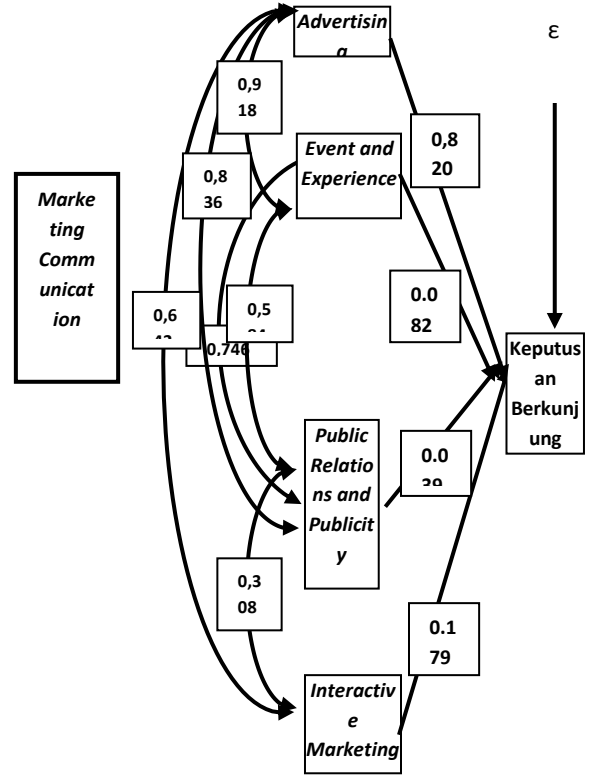 Advertisin
ε
0,9
18
Event and
Experience
0,8
20
0,8
36
Marke
ting
Comm
unicat
ion
0.0
82
0,6
0,5
0,746
Keputus
an
Berkunj
ung
Public
Relatio
ns and
Publicit
y
0.0
0,3
08
0.1
79
Interactiv
e
Marketing